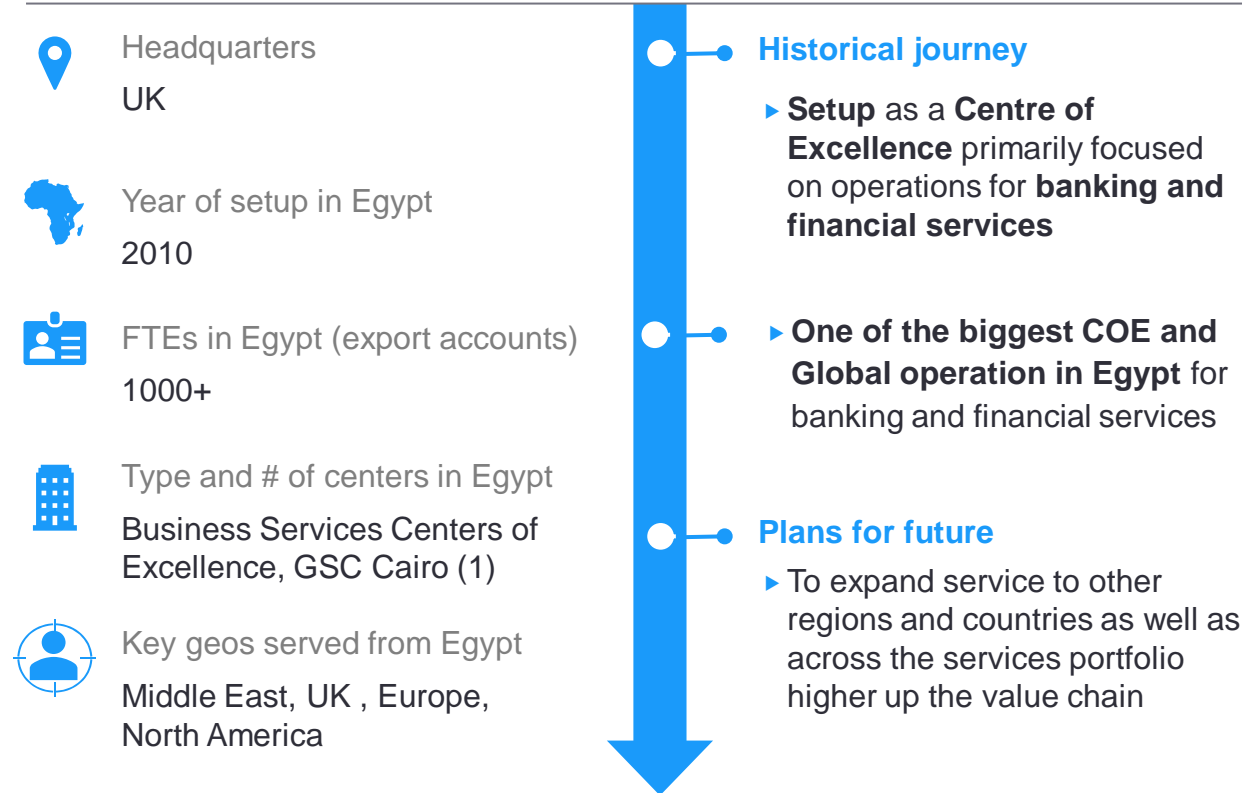 Headquarters
UK
Year of setup in Egypt
2010
FTEs in Egypt (export accounts)
1000+
Type and # of centers in Egypt
Business Services Centers of
Excellence, GSC Cairo (1)
Key geos served from Egypt
Middle East, UK , Europe,
North America
Historical journey
Setup as a Centre of
Excellence primarily focused
on operations for banking and
financial services
One of the biggest COE and
Global operation in Egypt for
banking and financial services
Plans for future
To expand service to other
regions and countries as well as
across the services portfolio
higher up the value chain